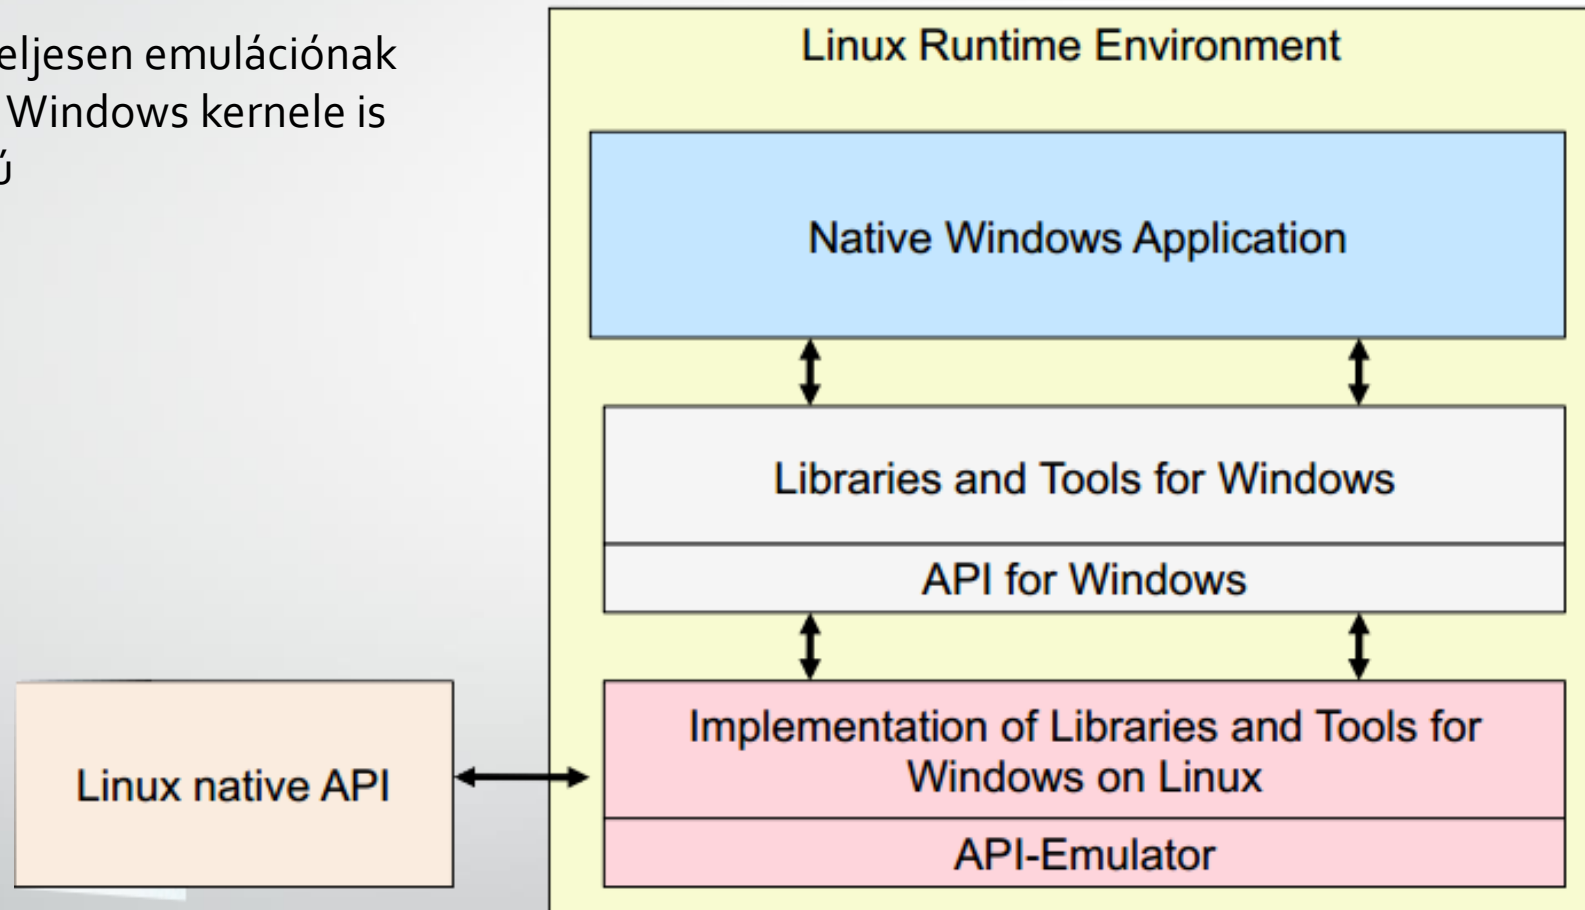 eljesen emulációnak
Windows kernele is
ú
Linux Runtime Environment
Native Windows Application
Libraries and Tools for Windows
API for Windows
Implementation of Libraries and Tools for
Windows on Linux
API-Emulator
Linux native API